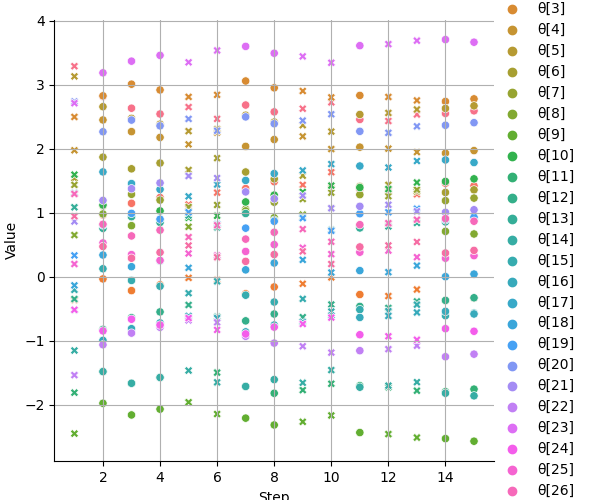 4
3
2
1
0
−1
−2
Value
2
4
6
8
10
12
14
Step
θ[3]
θ[4]
θ[5]
θ[6]
θ[7]
θ[8]
θ[9]
θ[10]
θ[11]
θ[12]
θ[13]
θ[14]
θ[15]
θ[16]
θ[17]
θ[18]
θ[19]
θ[20]
θ[21]
θ[22]
θ[23]
θ[24]
θ[25]
θ[26]